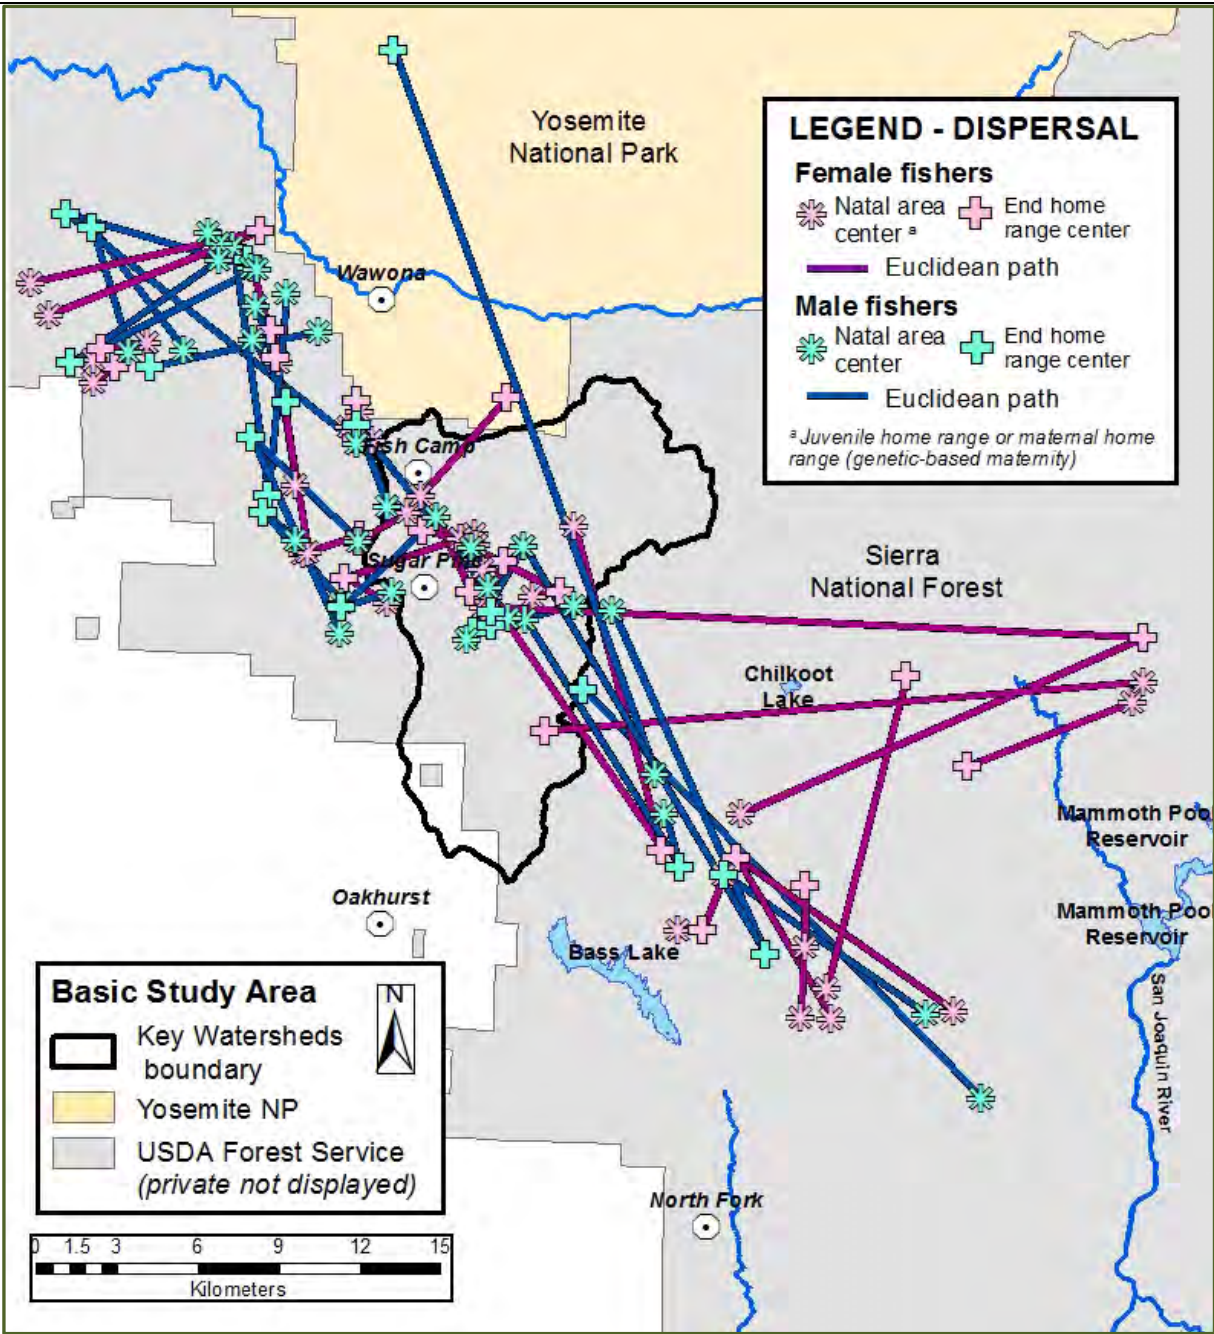 Yosemite
National Park
LEGEND - DISPERSAL
Female fishers
Natal area
center a
End home
range center
Euclidean path
Male fishers
Natal area
center
End home
range center
Euclidean path
a Juvenile home range or maternal home
range (genetic-based maternity)
Wawona
Fish Camp
Sugar Pine
Sierra
National Forest
Chilkoot
Lake
Mammoth Pool
Reservoir
Mammoth Pool
Reservoir
Oakhurst
Bass Lake
San Joaquin River
North Fork
Basic Study Area
N
Key Watersheds
boundary
Yosemite NP
USDA Forest Service
(private not displayed)
0 1.5 3 6 9 12 15
Kilometers